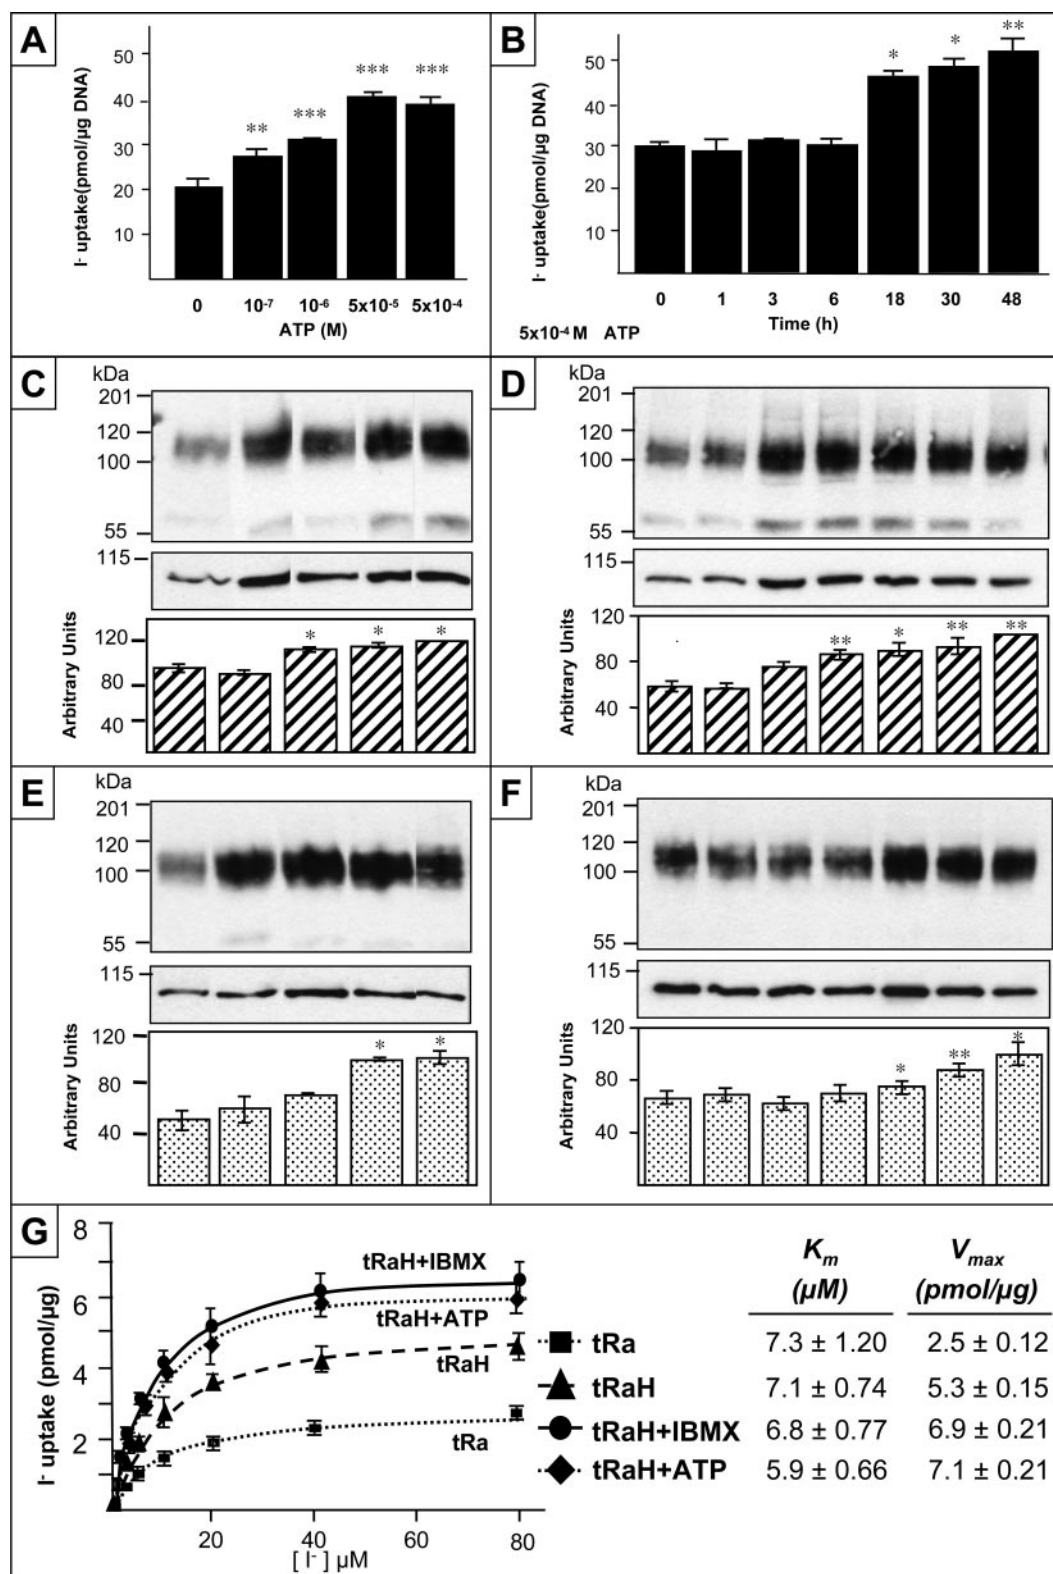 A
I- uptake(pmol/µg DNA)
50
40
30
20
10
**
***
***
***
0 10-7 10-6 5x10-5 5x10-4
ATP (M)
B
I- uptake(pmol/µg DNA)
50
40
30
20
10
*
*
**
0 1 3 6 18 30 48
Time (h)
5x10-4 M ATP
C
kDa
201
120
100
55
115
Arbitrary Units
120
80
40
* * *
D
kDa
201
120
100
55
115
Arbitrary Units
120
80
40
** * ** **
E
kDa
201
120
100
55
115
Arbitrary Units
120
80
40
* *
F
kDa
201
120
100
55
115
Arbitrary Units
120
80
40
* ** *
G
I- uptake (pmol/µg)
8
6
4
2
tRaH+IBMX
tRaH+ATP
tRaH
tRa
20 40 60 80
[ I- ] µM
Km Vmax
(µM) (pmol/µg)
tRa 7.3 ± 1.20 2.5 ± 0.12
tRaH 7.1 ± 0.74 5.3 ± 0.15
tRaH+IBMX 6.8 ± 0.77 6.9 ± 0.21
tRaH+ATP 5.9 ± 0.66 7.1 ± 0.21